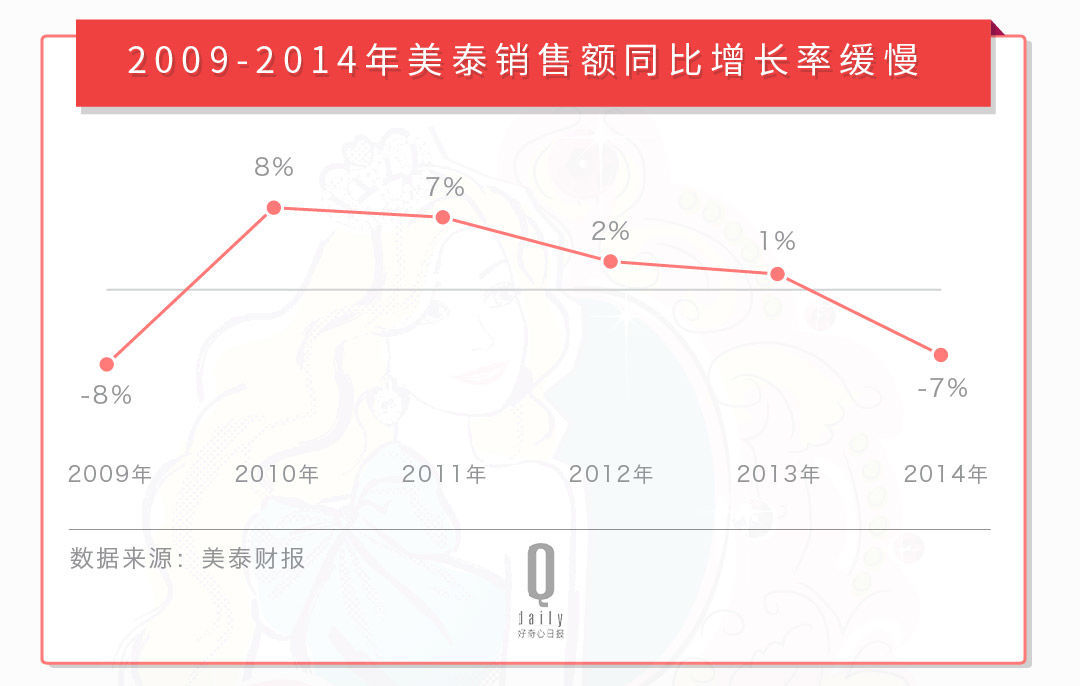 2009-2014年美泰销售额同比增长率缓慢
8%
7%
2%
1%
-8%
-7%
2009年 2010年 2011年 2012年 2013年 2014年
数据来源：美泰财报
Q
daily
好奇心日报